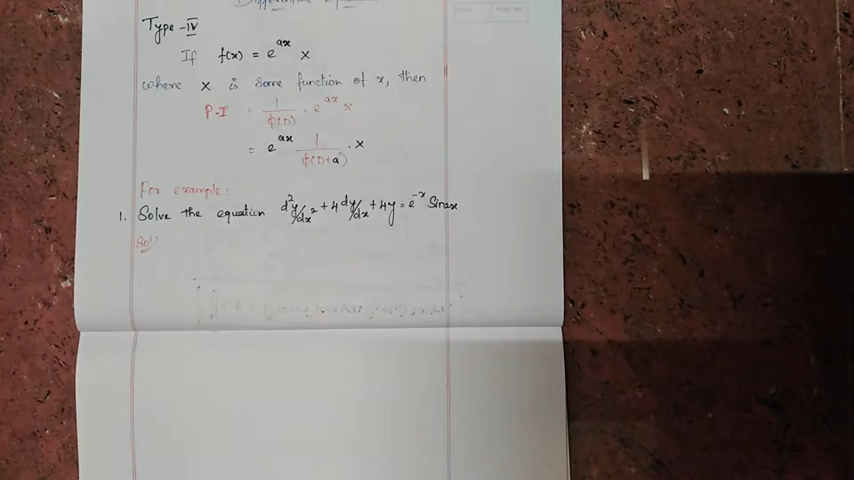 Type-IV
If f(x) = e^{ax} X
where X is some function of x, then
P.I = 1/ϕ(D) . e^{ax} X
= e^{ax} 1/ϕ(D+a) . X
For example:
1. Solve the equation d²y/dx² + 4 dy/dx + 4y = e^{-x} Sin2x
Sol: